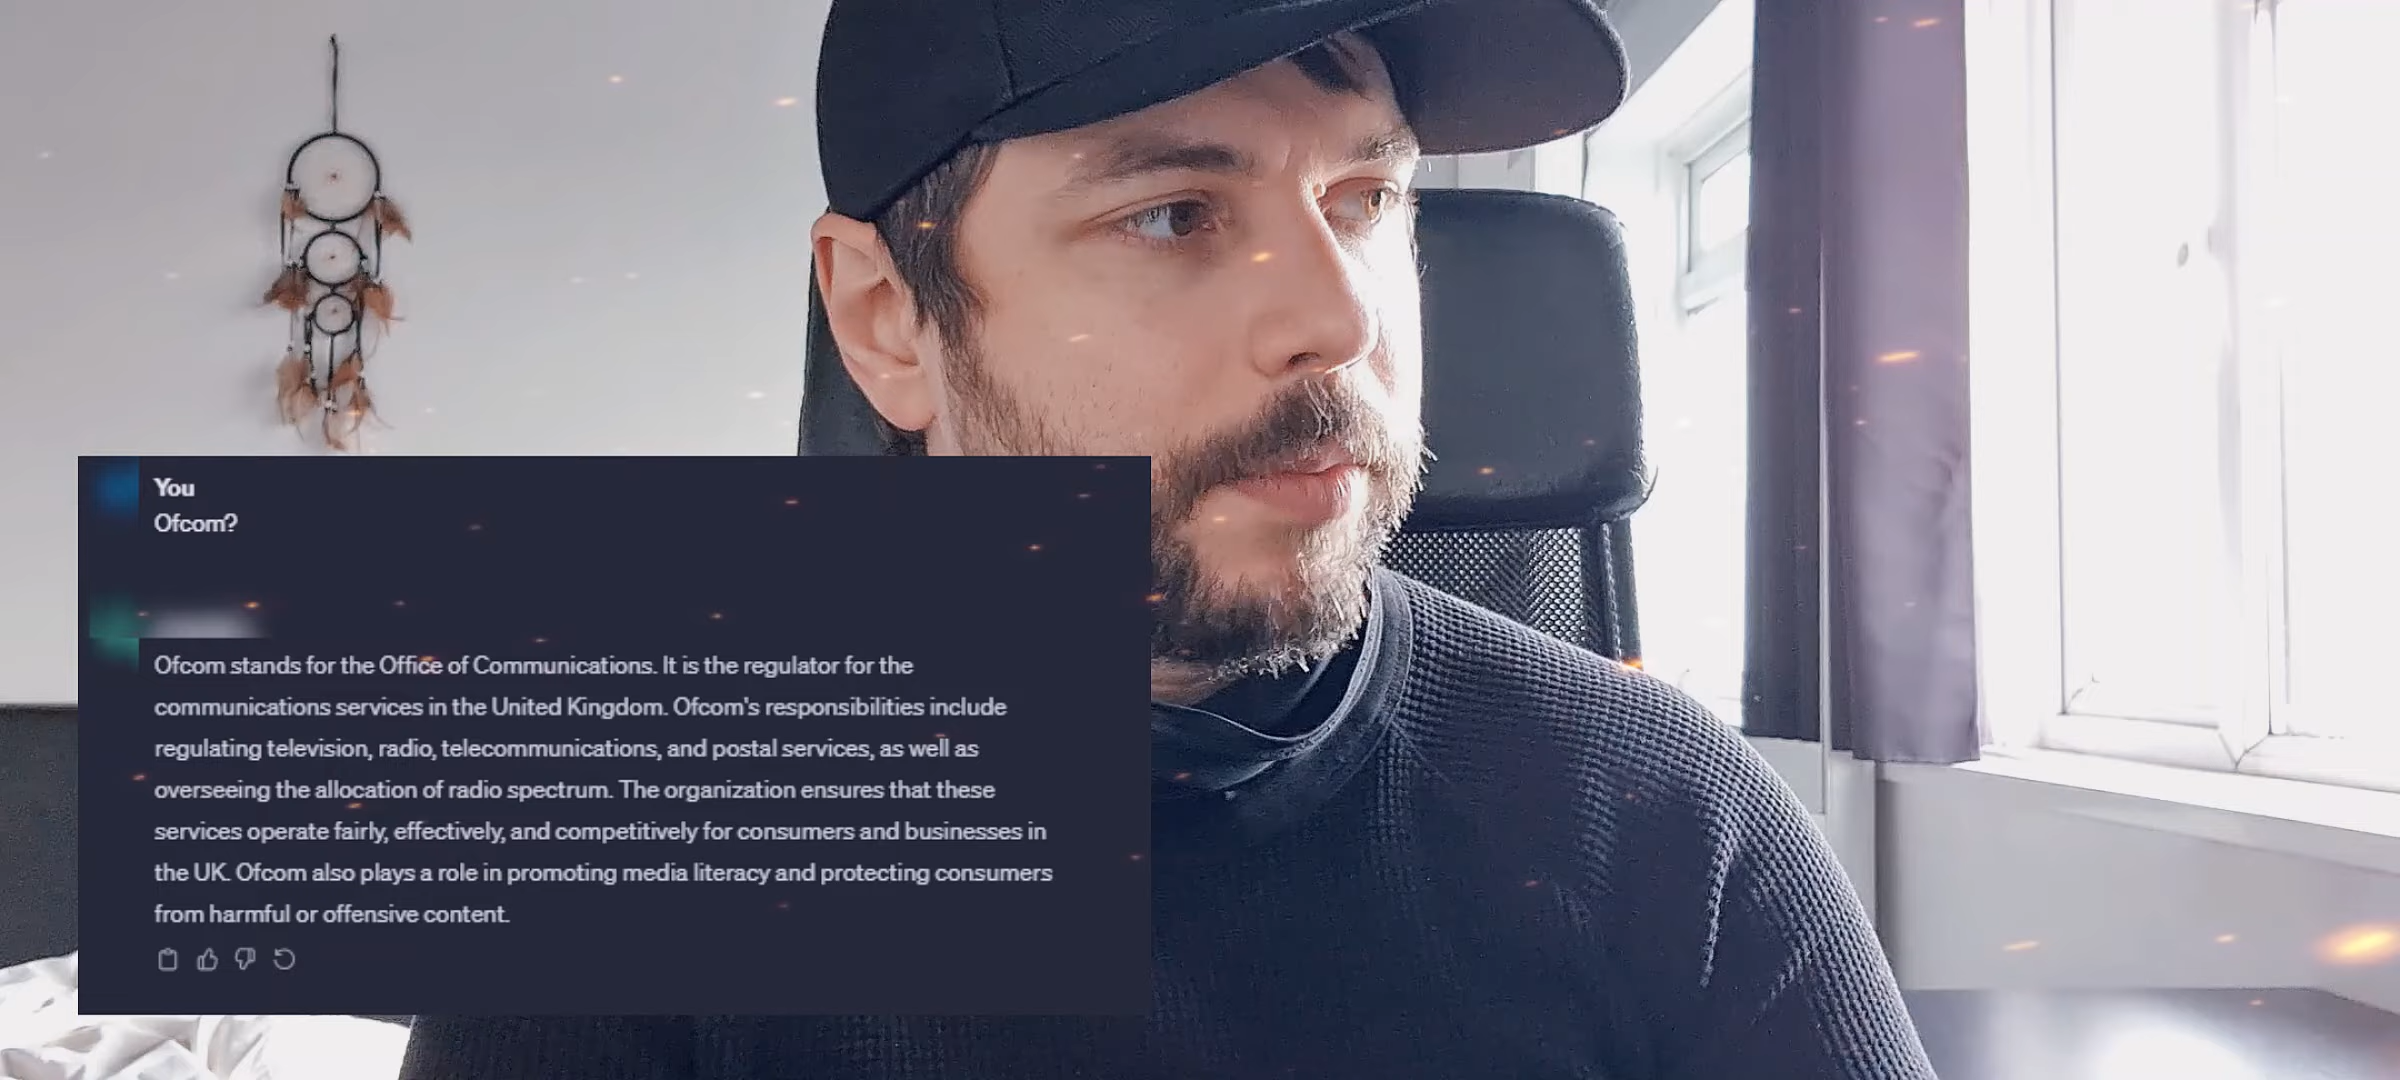 You
Ofcom?
Ofcom stands for the Office of Communications. It is the regulator for the
communications services in the United Kingdom. Ofcom's responsibilities include
regulating television, radio, telecommunications, and postal services, as well as
overseeing the allocation of radio spectrum. The organization ensures that these
services operate fairly, effectively, and competitively for consumers and businesses in
the UK. Ofcom also plays a role in promoting media literacy and protecting consumers
from harmful or offensive content.